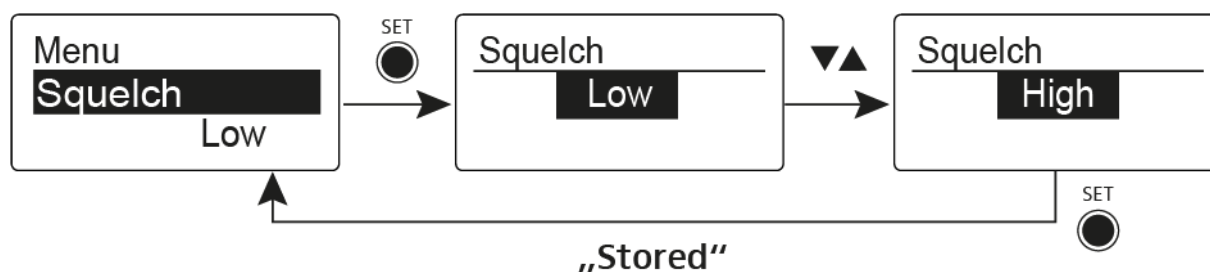 Menu
Squelch
Low
SET
Squelch
Low
▼▲
Squelch
High
SET
„Stored“